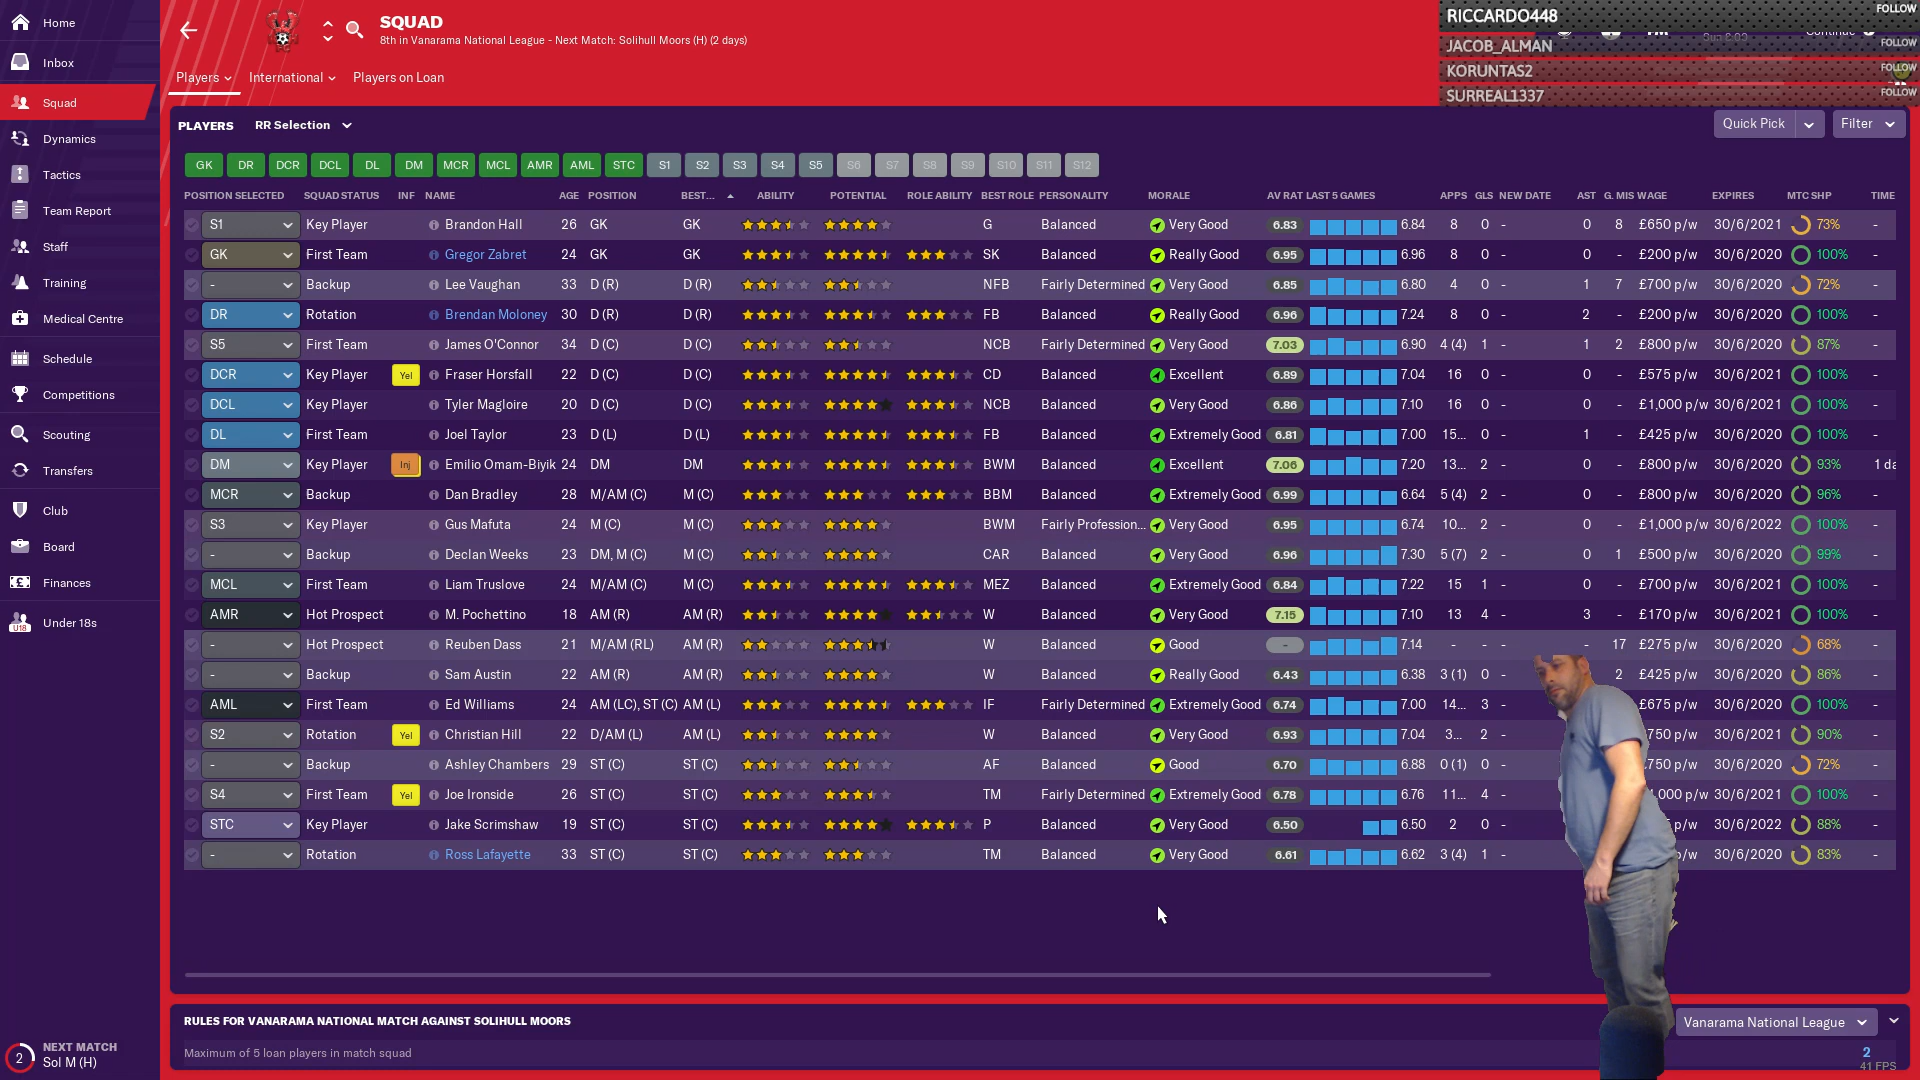 Home
Inbox
Squad
Dynamics
Tactics
Team Report
Staff
Training
Medical Centre
Schedule
Competitions
Scouting
Transfers
Club
Board
Finances
Under 18s
NEXT MATCH
2 Sol M (H)
SQUAD
8th in Vanarama National League - Next Match: Solihull Moors (H) (2 days)
Players International Players on Loan
FOLLOW
RICCARDO448
JACOB_ALMAN FOLLOW
KORUNTAS2 FOLLOW
SURREAL1337 FOLLOW
PLAYERS RR Selection Quick Pick Filter
GK DR DCR DCL DL DM MCR MCL AMR AML STC S1 S2 S3 S4 S5 S6 S7 S8 S9 S10 S11 S12
POSITION SELECTED SQUAD STATUS INF NAME AGE POSITION BEST... ABILITY POTENTIAL ROLE ABILITY BEST ROLE PERSONALITY MORALE AV RAT LAST 5 GAMES APPS GLS NEW DATE AST G. MIS WAGE EXPIRES MTC SHP TIME
S1 Key Player Brandon Hall 26 GK GK G Balanced Very Good 6.83 6.84 8 0 - 0 8 £650 p/w 30/6/2021 73% -
GK First Team Gregor Zabret 24 GK GK SK Balanced Really Good 6.95 6.96 8 0 - 0 - £200 p/w 30/6/2020 100% -
- Backup Lee Vaughan 33 D (R) D (R) NFB Fairly Determined Very Good 6.85 6.80 4 0 - 1 7 £700 p/w 30/6/2020 72% -
DR Rotation Brendan Moloney 30 D (R) D (R) FB Balanced Really Good 6.96 7.24 8 0 - 2 - £200 p/w 30/6/2020 100% -
S5 First Team James O'Connor 34 D (C) D (C) NCB Fairly Determined Very Good 7.03 6.90 4 (4) 1 - 1 2 £800 p/w 30/6/2020 87% -
DCR Key Player Yel Fraser Horsfall 22 D (C) D (C) CD Balanced Excellent 6.89 7.04 16 0 - 0 - £575 p/w 30/6/2021 100% -
DCL Key Player Tyler Magloire 20 D (C) D (C) NCB Balanced Very Good 6.86 7.10 16 0 - 0 - £1,000 p/w 30/6/2021 100% -
DL First Team Joel Taylor 23 D (L) D (L) FB Balanced Extremely Good 6.81 7.00 15... 0 - 1 - £425 p/w 30/6/2020 100% -
DM Key Player Inj Emilio Omam-Biyik 24 DM DM BWM Balanced Excellent 7.06 7.20 13... 2 - 0 - £800 p/w 30/6/2020 93% 1 da
MCR Backup Dan Bradley 28 M/AM (C) M (C) BBM Balanced Extremely Good 6.99 6.64 5 (4) 2 - 0 - £800 p/w 30/6/2020 96% -
S3 Key Player Gus Mafuta 24 M (C) M (C) BWM Fairly Profession... Very Good 6.95 6.74 10... 2 - 0 - £1,000 p/w 30/6/2022 100% -
- Backup Declan Weeks 23 DM, M (C) M (C) CAR Balanced Very Good 6.96 7.30 5 (7) 2 - 0 1 £500 p/w 30/6/2020 99% -
MCL First Team Liam Truslove 24 M/AM (C) M (C) MEZ Balanced Extremely Good 6.84 7.22 15 1 - 0 - £700 p/w 30/6/2021 100% -
AMR Hot Prospect M. Pochettino 18 AM (R) AM (R) W Balanced Very Good 7.15 7.10 13 4 - 3 - £170 p/w 30/6/2021 100% -
- Hot Prospect Reuben Dass 21 M/AM (RL) AM (R) W Balanced Good - 7.14 - - - - 17 £275 p/w 30/6/2020 68% -
- Backup Sam Austin 22 AM (R) AM (R) W Balanced Really Good 6.43 6.38 3 (1) 0 - 2 £425 p/w 30/6/2020 86% -
AML First Team Ed Williams 24 AM (LC), ST (C) AM (L) IF Fairly Determined Extremely Good 6.74 7.00 14... 3 - £675 p/w 30/6/2020 100% -
S2 Rotation Yel Christian Hill 22 D/AM (L) AM (L) W Balanced Very Good 6.93 7.04 3... 2 - 750 p/w 30/6/2021 90% -
- Backup Ashley Chambers 29 ST (C) ST (C) AF Balanced Good 6.70 6.88 0 (1) 0 - 750 p/w 30/6/2020 72% -
S4 First Team Yel Joe Ironside 26 ST (C) ST (C) TM Fairly Determined Extremely Good 6.78 6.76 11... 4 - ,000 p/w 30/6/2021 100% -
STC Key Player Jake Scrimshaw 19 ST (C) ST (C) P Balanced Very Good 6.50 6.50 2 0 - p/w 30/6/2022 88% -
- Rotation Ross Lafayette 33 ST (C) ST (C) TM Balanced Very Good 6.61 6.62 3 (4) 1 - p/w 30/6/2020 83% -
RULES FOR VANARAMA NATIONAL MATCH AGAINST SOLIHULL MOORS Vanarama National League
Maximum of 5 loan players in match squad 2
41 FPS